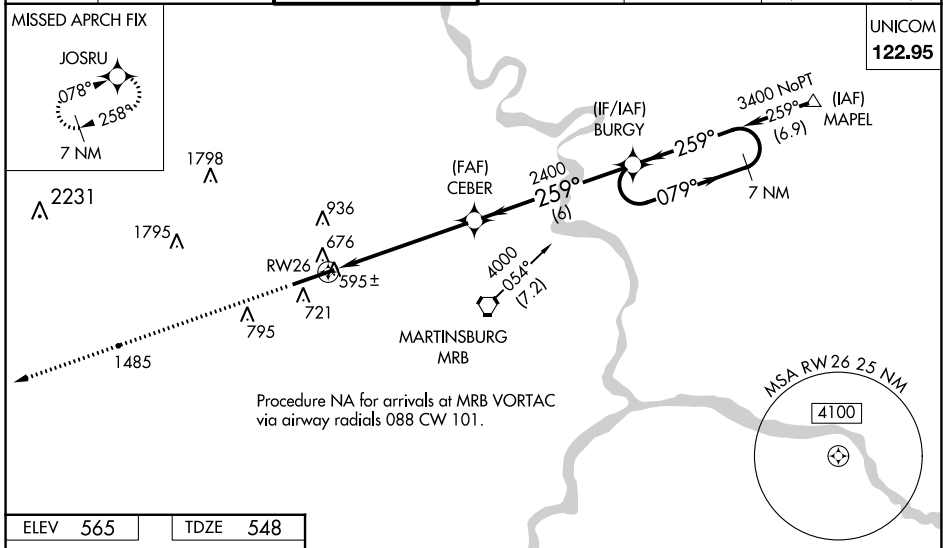 MISSED APRCH FIX
JOSRU
078°
258°
7 NM
UNICOM
122.95
3400 NoPT
259°
(6.9)
(IAF)
MAPEL
(IF/IAF)
BURGY
259°
079°
7 NM
(FAF)
CEBER
2400
259°
(6)
1798
2231
1795
936
676
RW26
595±
721
795
1485
4000
054°
(7.2)
MARTINSBURG
MRB
Procedure NA for arrivals at MRB VORTAC
via airway radials 088 CW 101.
MSA RW26 25 NM
4100
ELEV 565
TDZE 548